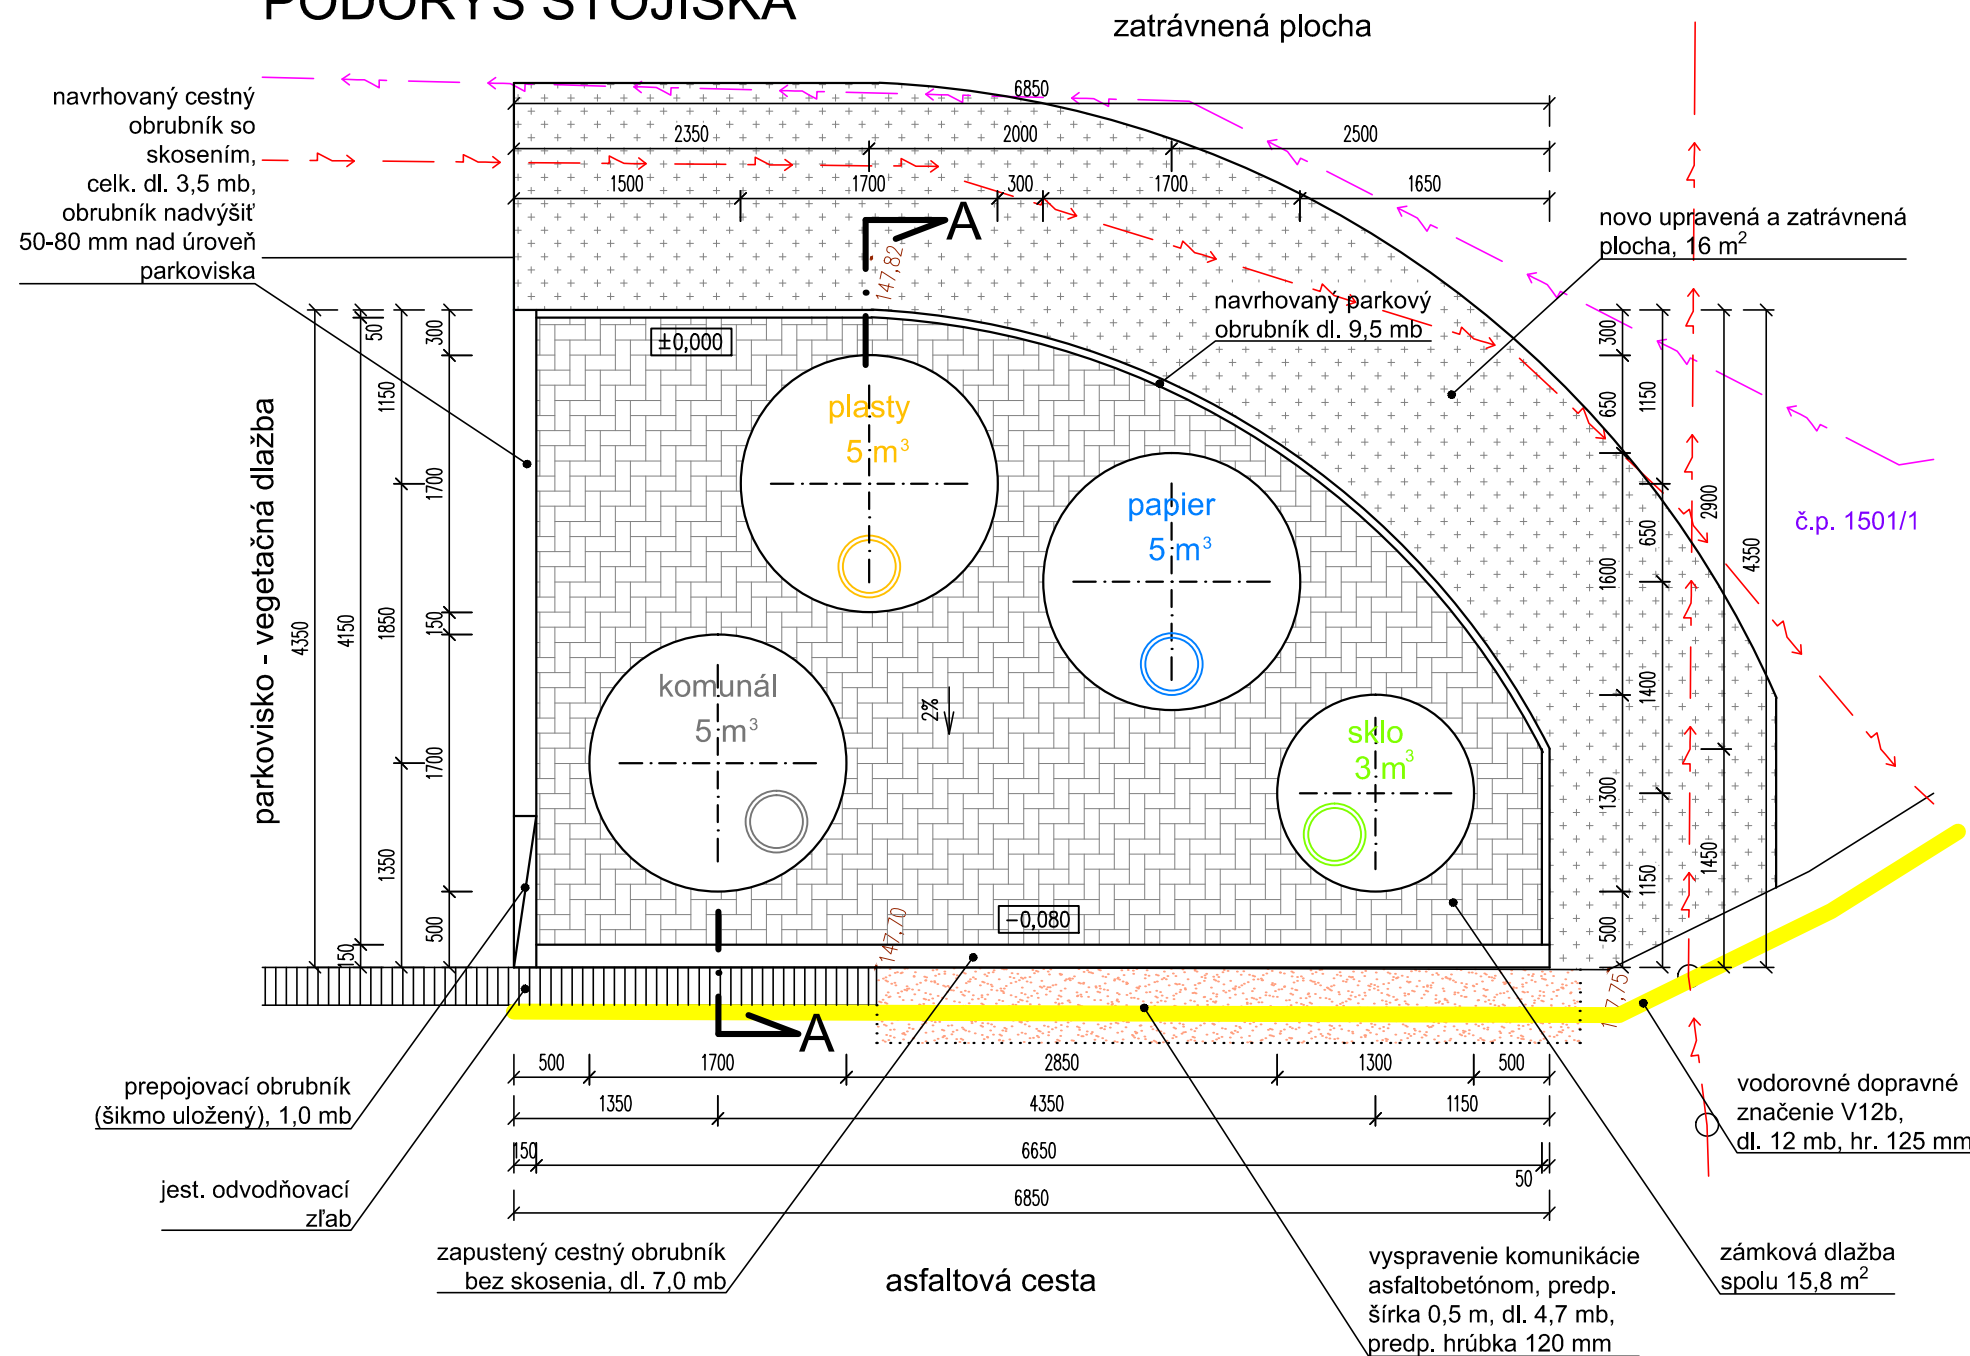 PÔDORYS STOJISKA
zatrávnená plocha
navrhovaný cestný
obrubník so
skosením,
celk. dl. 3,5 mb,
obrubník nadvýšiť
50-80 mm nad úroveň
parkoviska
6850
2350 2000 2500
1500 1700 300 1700 1650
A
147,82
novo upravená a zatrávnená
plocha, 16 m²
navrhovaný parkový
obrubník dl. 9,5 mb
±0,000
plasty
5 m³
papier
5 m³
komunál
5 m³
sklo
3 m³
2%
-0,080
147,70
č.p. 1501/1
parkovisko - vegetačná dlažba
4350
50 4150 150
1150 1850 1350
300 1700 150 1700 500
300 650 1600 1300 500
1150 650 1400 1150
2900 1450
4350
7,75
A
500 1700 2850 1300 500
1350 4350 1150
150 6650 50
6850
prepojovací obrubník
(šikmo uložený), 1,0 mb
jest. odvodňovací
zľab
zapustený cestný obrubník
bez skosenia, dl. 7,0 mb
asfaltová cesta
vyspravenie komunikácie
asfaltobetónom, predp.
šírka 0,5 m, dl. 4,7 mb,
predp. hrúbka 120 mm
vodorovné dopravné
značenie V12b,
dl. 12 mb, hr. 125 mm
zámková dlažba
spolu 15,8 m²